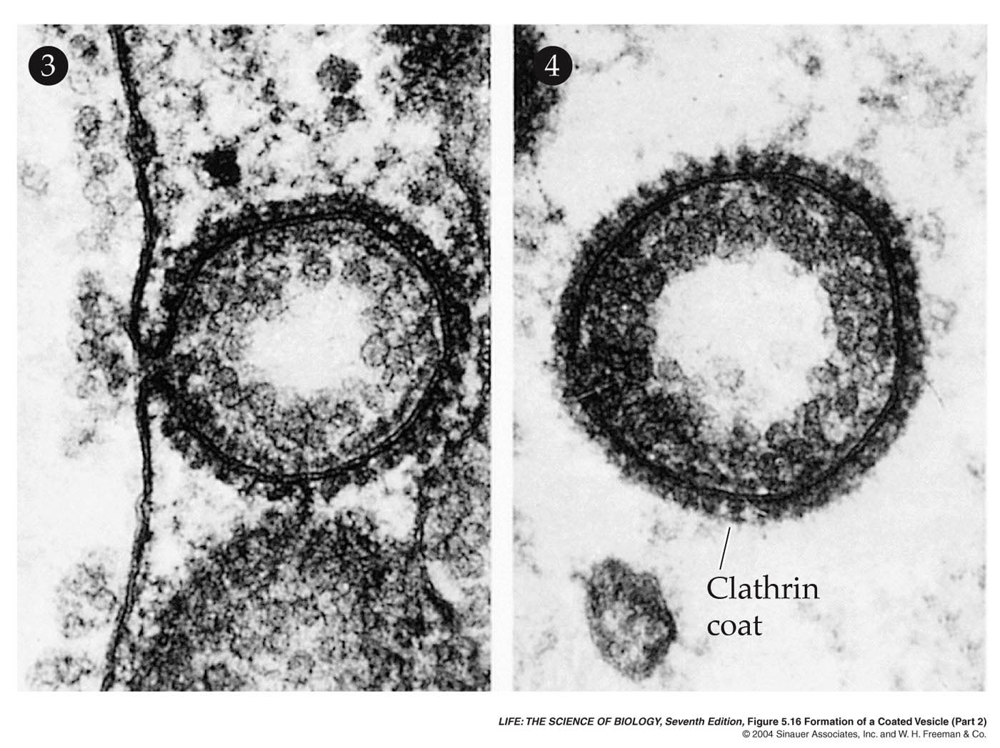 3
4
Clathrin
coat
LIFE: THE SCIENCE OF BIOLOGY, Seventh Edition, Figure 5.16 Formation of a Coated Vesicle (Part 2)
© 2004 Sinauer Associates, Inc. and W. H. Freeman & Co.